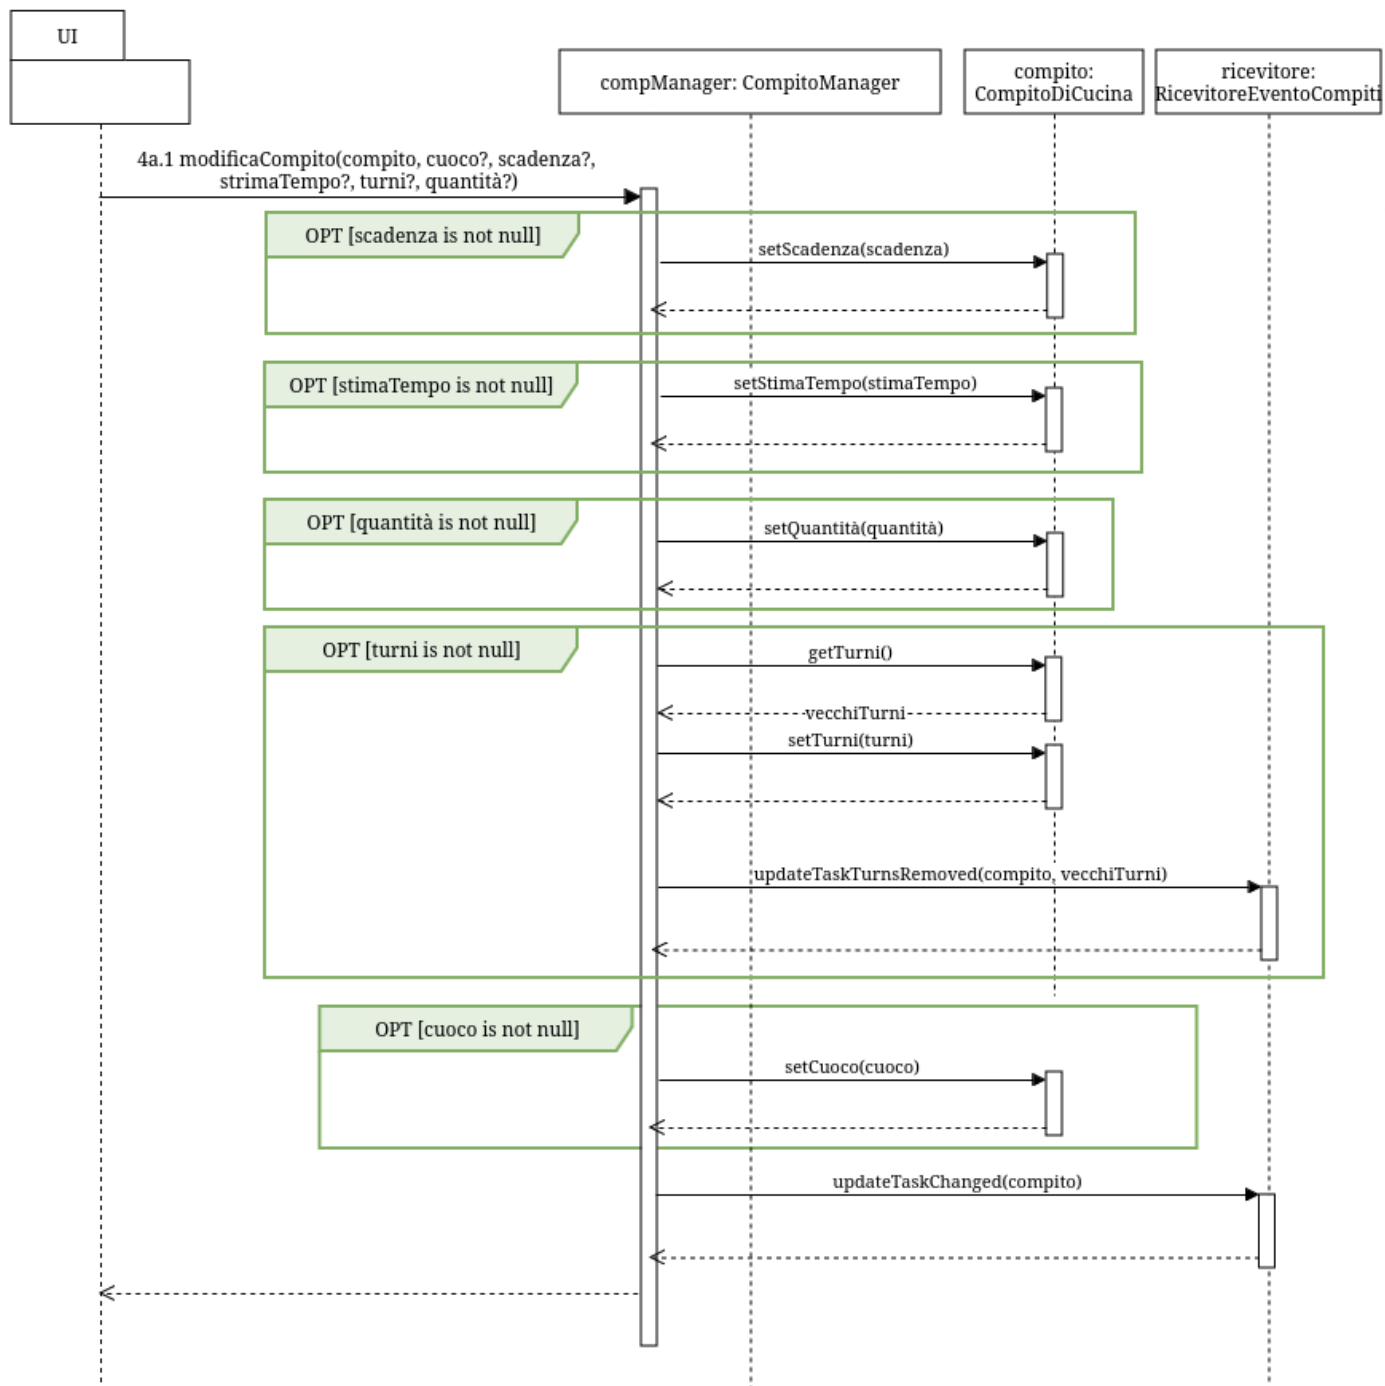 UI
compManager: CompitoManager
compito:
CompitoDiCucina
ricevitore:
RicevitoreEventoCompiti
4a.1 modificaCompito(compito, cuoco?, scadenza?,
strimaTempo?, turni?, quantità?)
OPT [scadenza is not null]
setScadenza(scadenza)
OPT [stimaTempo is not null]
setStimaTempo(stimaTempo)
OPT [quantità is not null]
setQuantità(quantità)
OPT [turni is not null]
getTurni()
vecchiTurni
setTurni(turni)
updateTaskTurnsRemoved(compito, vecchiTurni)
OPT [cuoco is not null]
setCuoco(cuoco)
updateTaskChanged(compito)